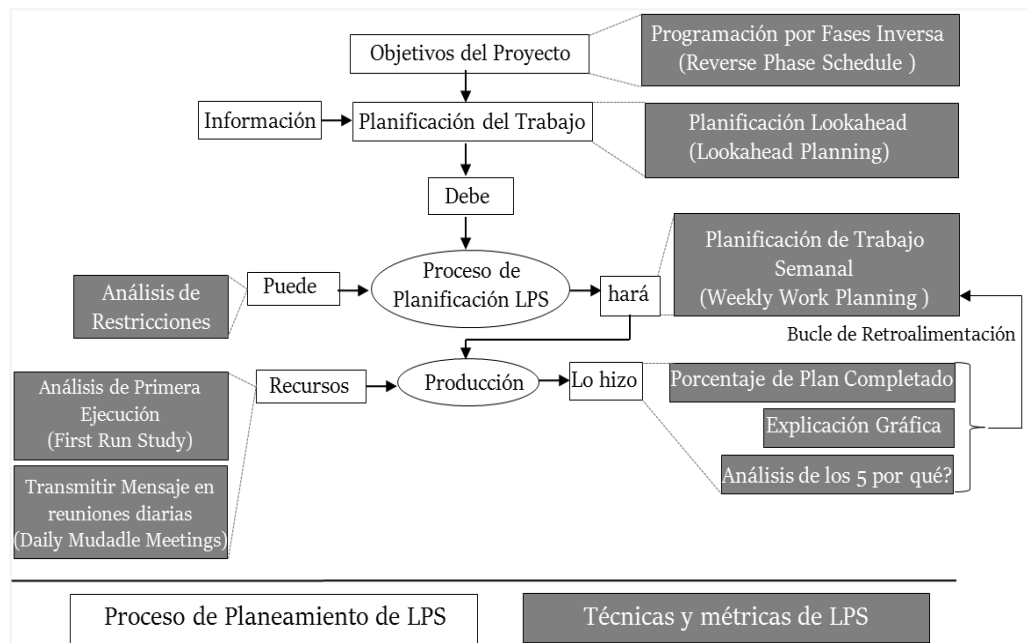 Objetivos del Proyecto
Programación por Fases Inversa
(Reverse Phase Schedule )
Información
Planificación del Trabajo
Planificación Lookahead
(Lookahead Planning)
Debe
Análisis de
Restricciones
Puede
Proceso de
Planificación LPS
hará
Planificación de Trabajo
Semanal
(Weekly Work Planning )
Bucle de Retroalimentación
Análisis de Primera
Ejecución
(First Run Study)
Recursos
Producción
Lo hizo
Porcentaje de Plan Completado
Explicación Gráfica
Análisis de los 5 por qué?
Transmitir Mensaje en
reuniones diarias
(Daily Mudadle Meetings)
Proceso de Planeamiento de LPS
Técnicas y métricas de LPS